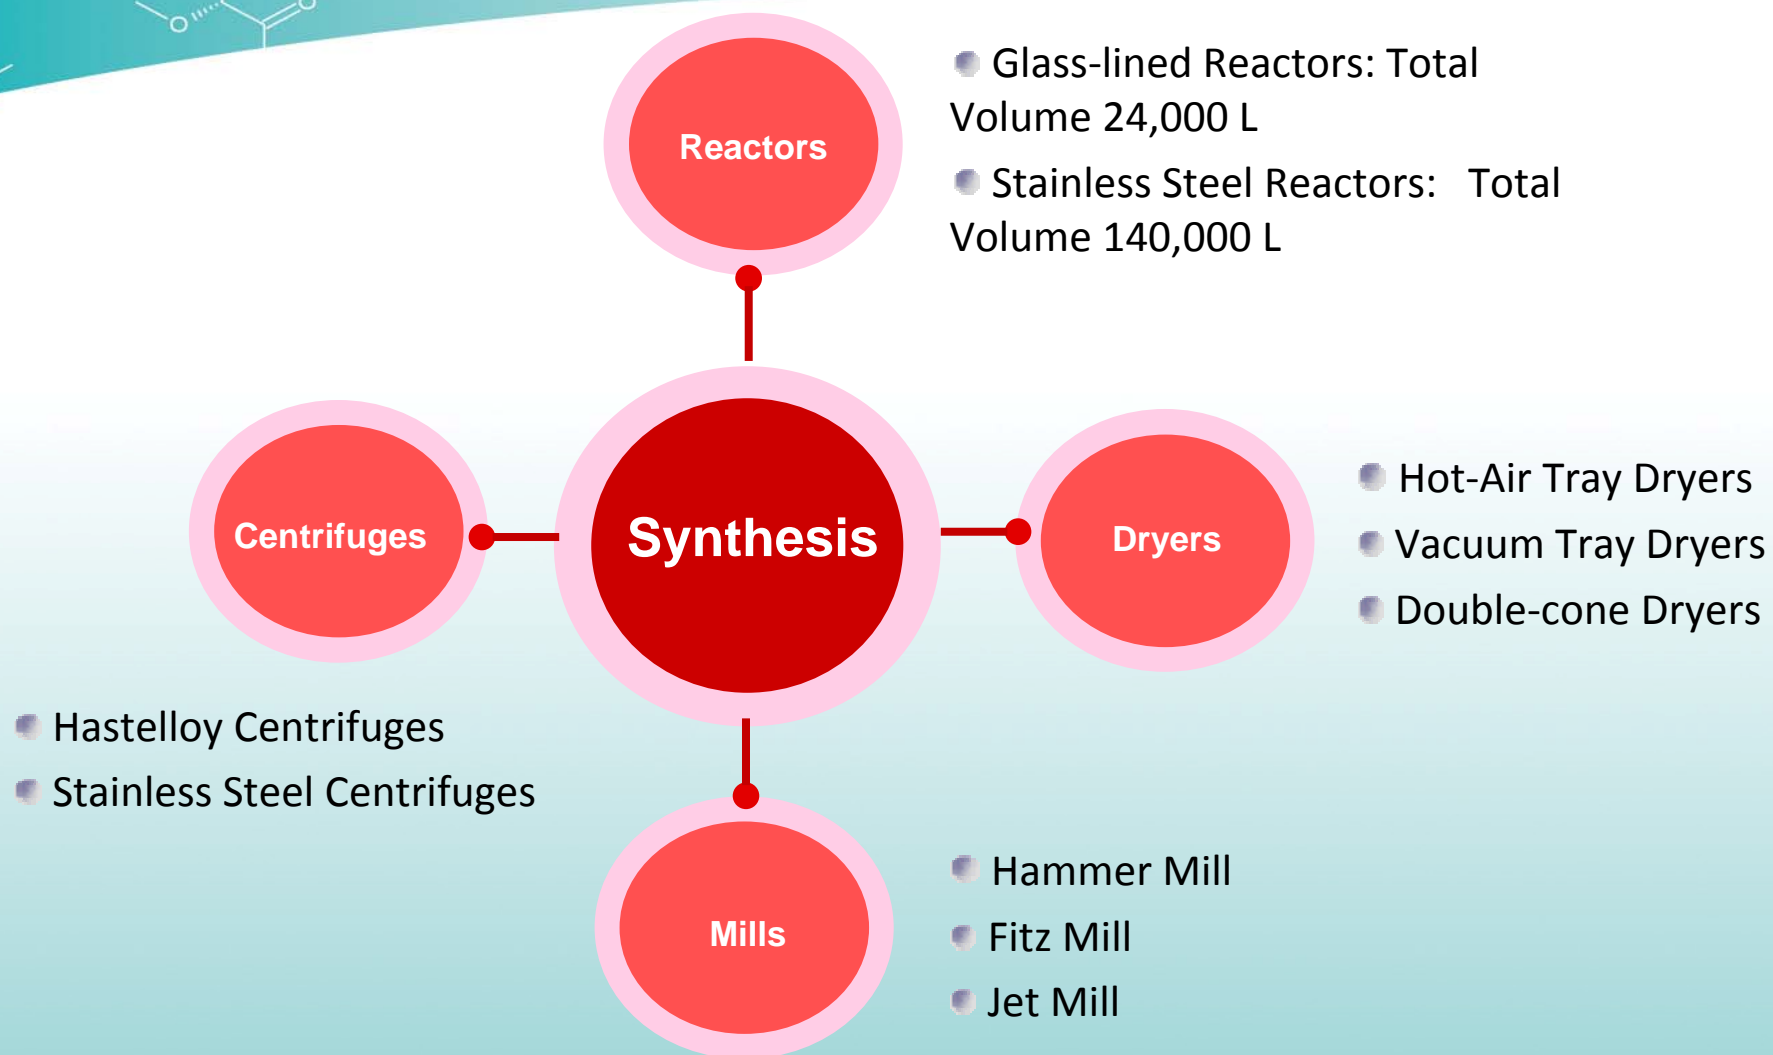 Reactors
Glass-lined Reactors: Total
Volume 24,000 L
Stainless Steel Reactors: Total
Volume 140,000 L
Centrifuges
Synthesis
Dryers
Hot-Air Tray Dryers
Vacuum Tray Dryers
Double-cone Dryers
Hastelloy Centrifuges
Stainless Steel Centrifuges
Mills
Hammer Mill
Fitz Mill
Jet Mill
O
O